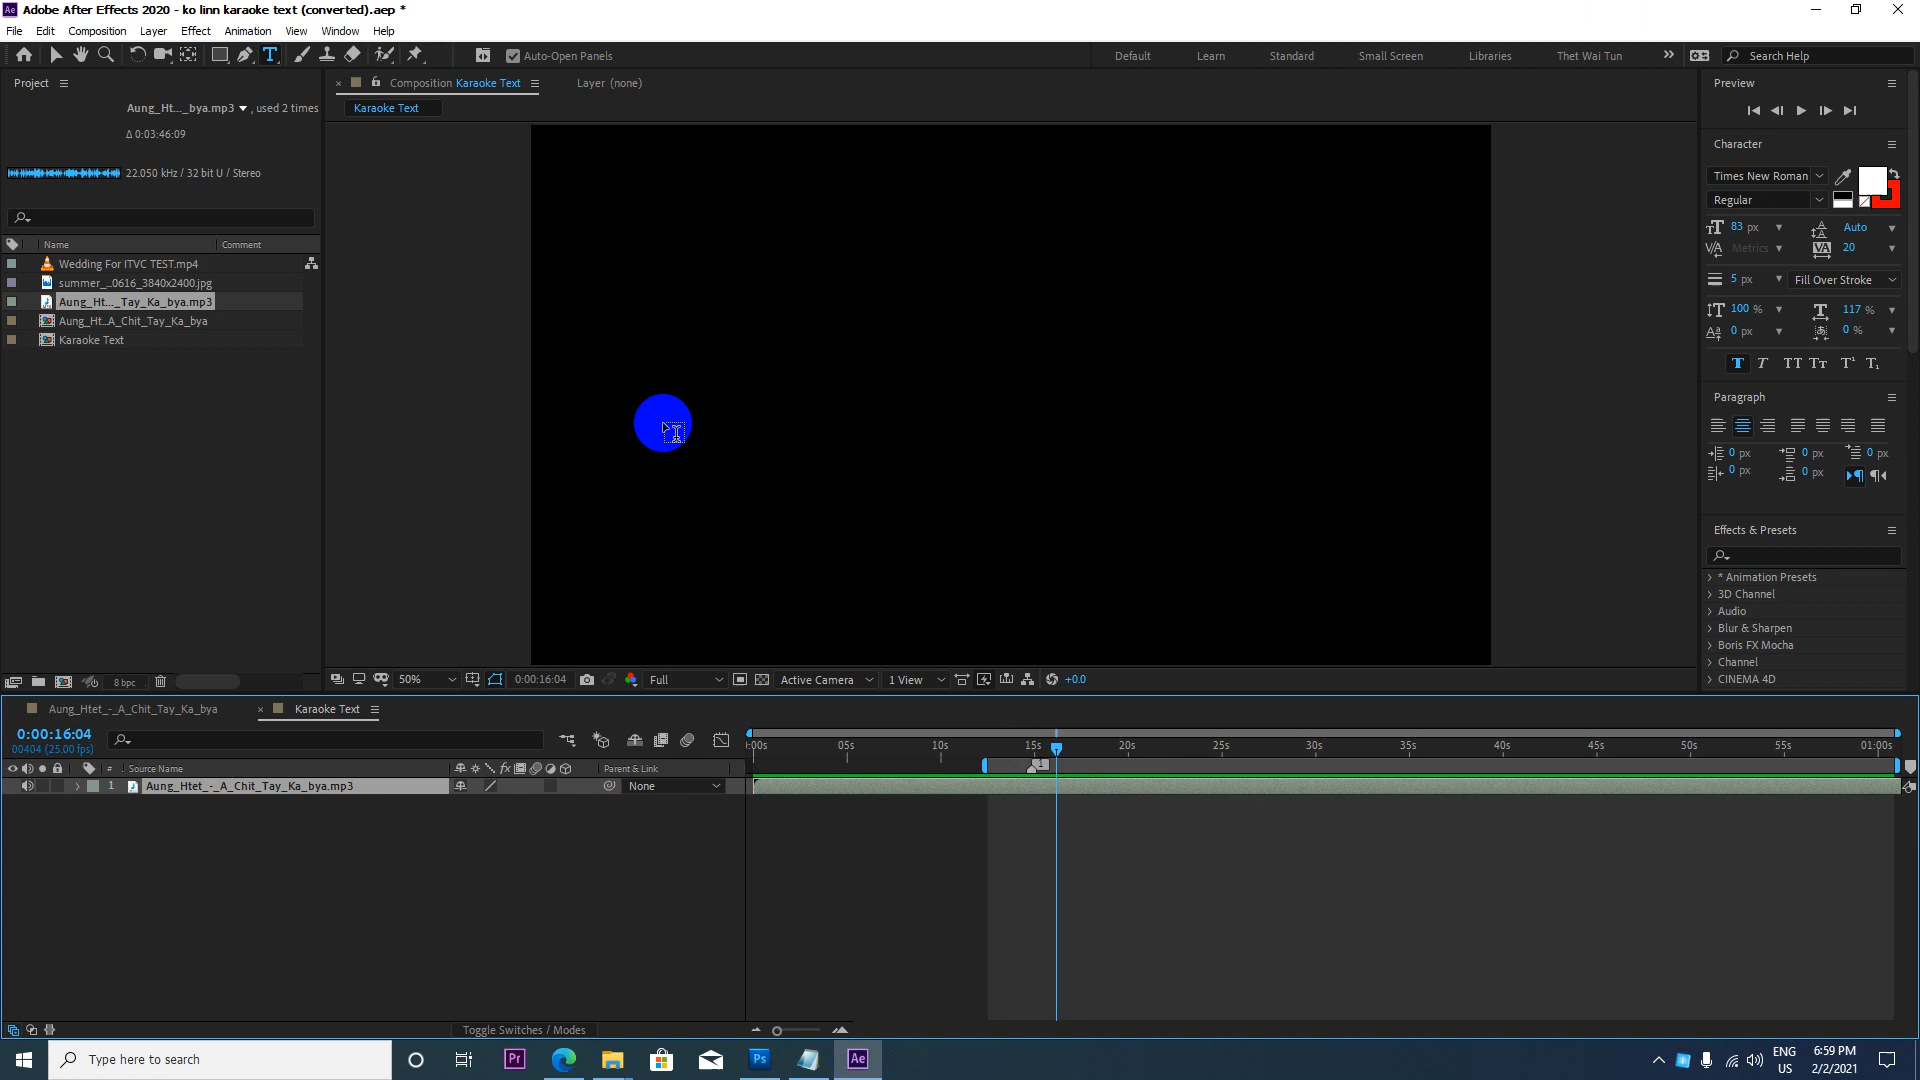 Adobe After Effects 2020 - ko linn karaoke text (converted).aep *
File Edit Composition Layer Effect Animation View Window Help
Auto-Open Panels
Default Learn Standard Small Screen Libraries Thet Wai Tun
Search Help
Project
Aung_Ht..._bya.mp3 , used 2 times
Δ 0:03:46:09
22.050 kHz / 32 bit U / Stereo
Name Comment
Wedding For ITVC TEST.mp4
summer_...0616_3840x2400.jpg
Aung_Ht..._Tay_Ka_bya.mp3
Aung_Ht..A_Chit_Tay_Ka_bya
Karaoke Text
8 bpc
Composition Karaoke Text
Layer (none)
Karaoke Text
50% 0:00:16:04 Full Active Camera 1 View +0.0
Preview
Character
Times New Roman
Regular
83 px Auto
Metrics 20
5 px Fill Over Stroke
100 % 117 %
0 px 0 %
Paragraph
0 px 0 px 0 px
0 px 0 px
Effects & Presets
* Animation Presets
3D Channel
Audio
Blur & Sharpen
Boris FX Mocha
Channel
CINEMA 4D
Aung_Htet_-_A_Chit_Tay_Ka_bya Karaoke Text
0:00:16:04
00404 (25.00 fps)
:00s 05s 10s 15s 20s 25s 30s 35s 40s 45s 50s 55s 01:00s
# Source Name Parent & Link
1
1 Aung_Htet_-_A_Chit_Tay_Ka_bya.mp3 None
Toggle Switches / Modes
Type here to search
ENG
US
6:59 PM
2/2/2021